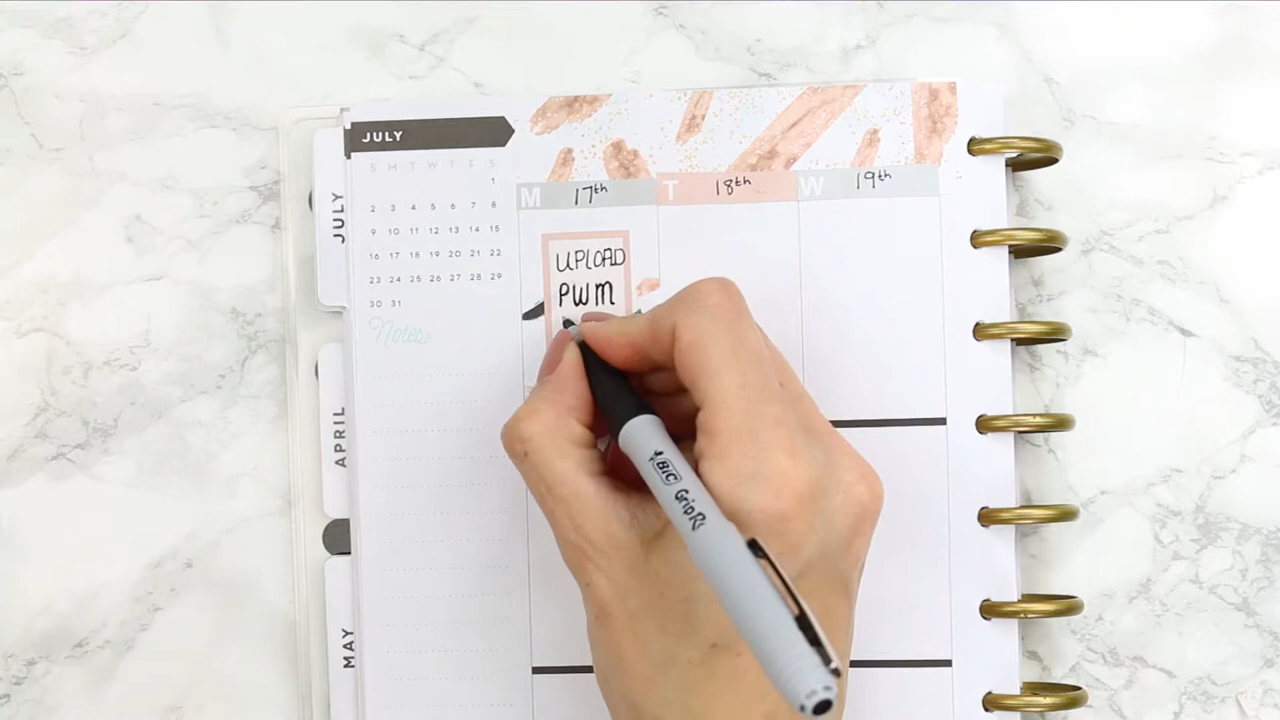 JULY
S M T W T F S
1
2 3 4 5 6 7 8
9 10 11 12 13 14 15
16 17 18 19 20 21 22
23 24 25 26 27 28 29
30 31
Notes
M 17th
T 18th
W 19th
UPLOAD
PWM
JULY
APRIL
MAY
BIC Grip